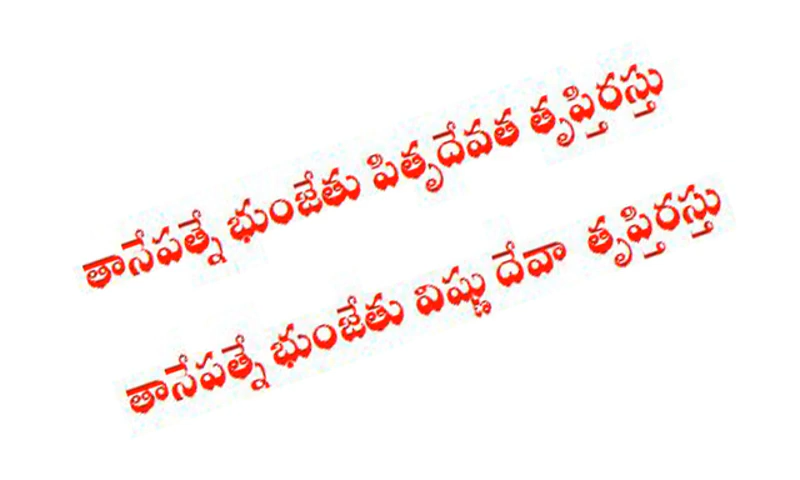 తానేపత్నే భుంజేతు పితృదేవత తృప్తిరస్తు
తానేపత్నే భుంజేతు విష్ణు దేవా తృప్తిరస్తు